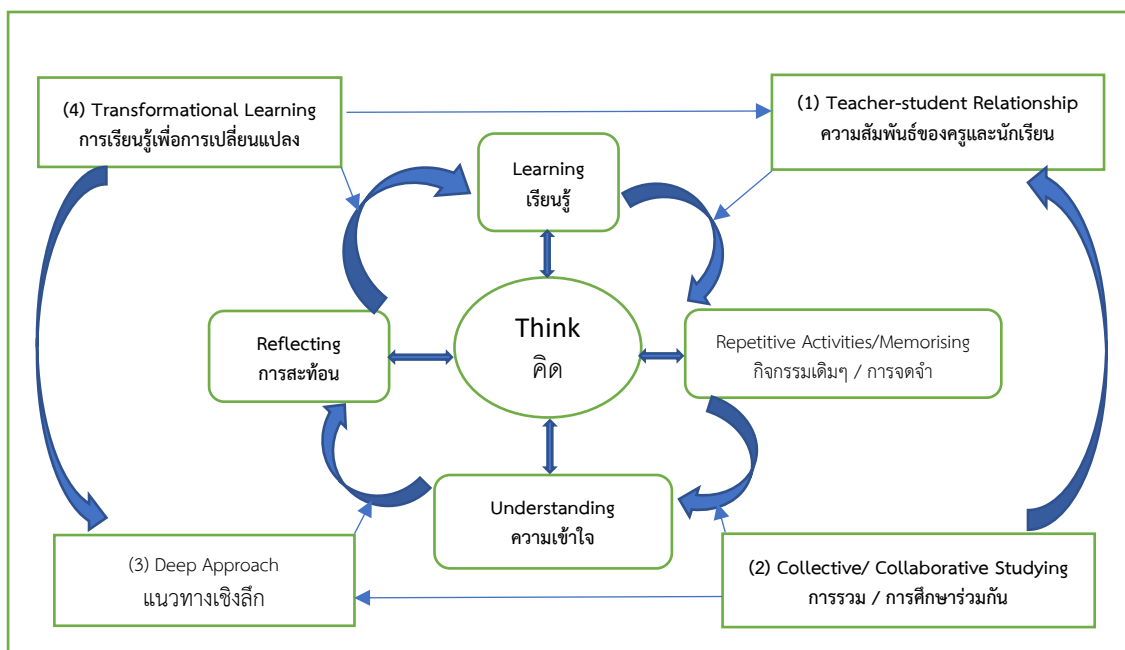 (4) Transformational Learning
การเรียนรู้เพื่อการเปลี่ยนแปลง
(1) Teacher-student Relationship
ความสัมพันธ์ของครูและนักเรียน
Learning
เรียนรู้
Reflecting
การสะท้อน
Think
คิด
Repetitive Activities/Memorising
กิจกรรมเดิมๆ / การจดจำ
Understanding
ความเข้าใจ
(3) Deep Approach
แนวทางเชิงลึก
(2) Collective/ Collaborative Studying
การรวม / การศึกษาร่วมกัน